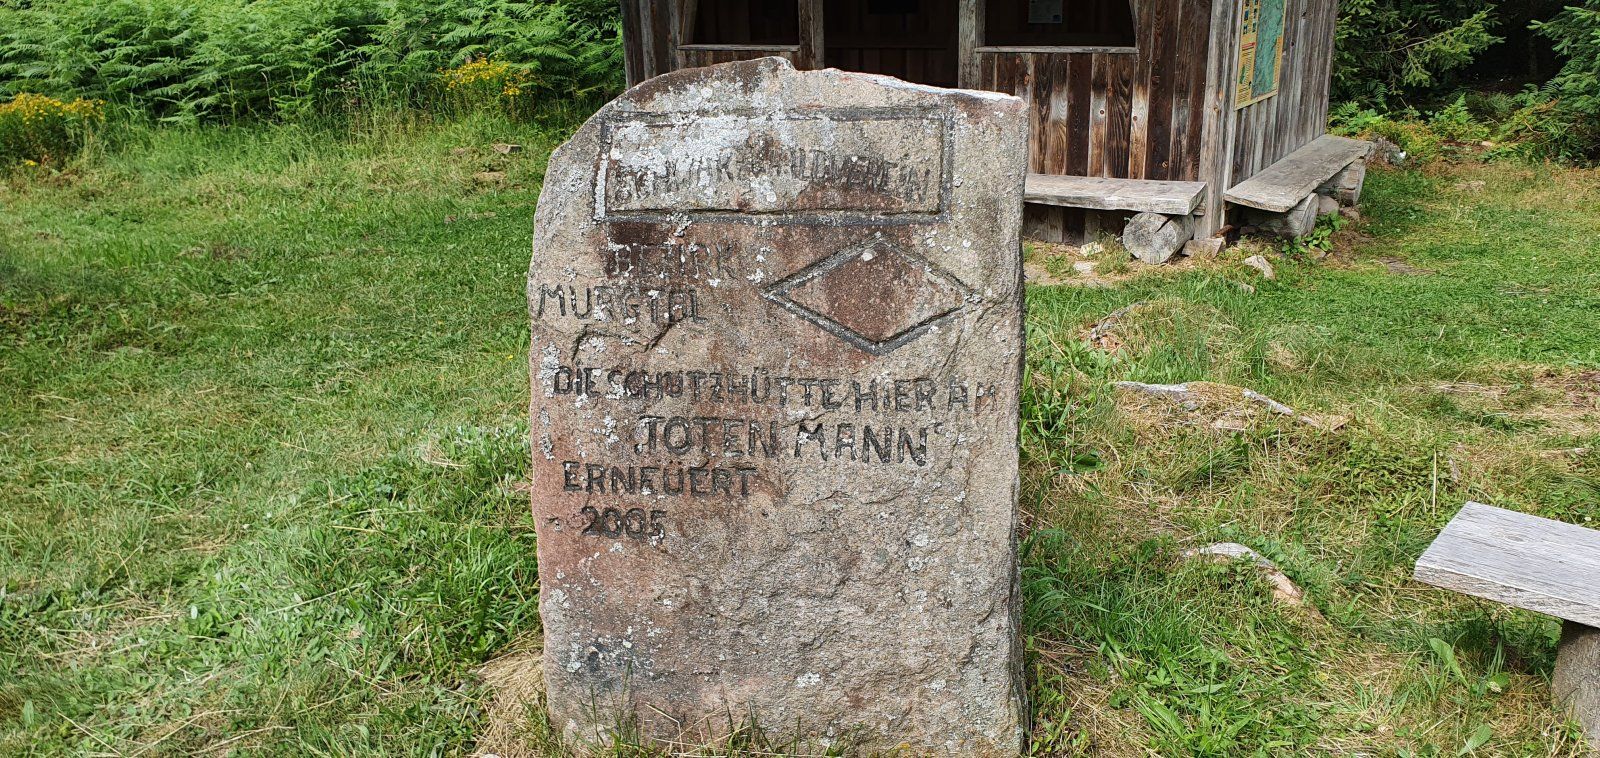 SCHWARZWALDVEREIN
BEZIRK
MURGTAL
DIE SCHUTZHÜTTE HIER AM
"TOTEN MANN"
ERNEUERT
2005